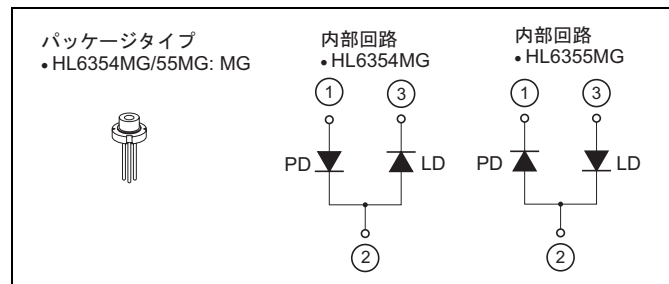 パッケージタイプ
• HL6354MG/55MG: MG
内部回路
• HL6354MG
1 3
PD LD
2
内部回路
• HL6355MG
1 3
PD LD
2